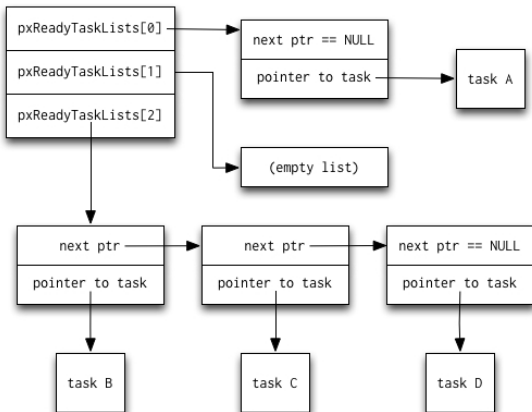 pxReadyTaskLists[0]
pxReadyTaskLists[1]
pxReadyTaskLists[2]
next ptr == NULL
pointer to task
task A
(empty list)
next ptr
pointer to task
next ptr
pointer to task
next ptr == NULL
pointer to task
task B
task C
task D